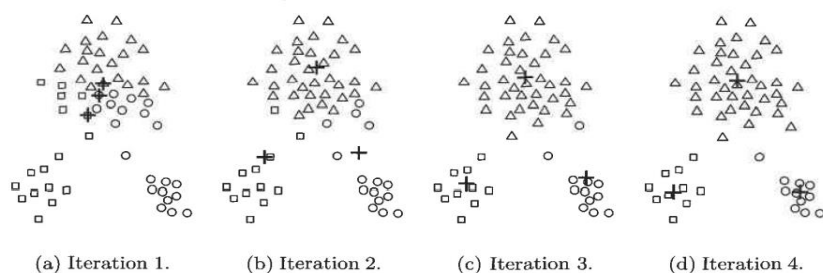 (a) Iteration 1.
(b) Iteration 2.
(c) Iteration 3.
(d) Iteration 4.